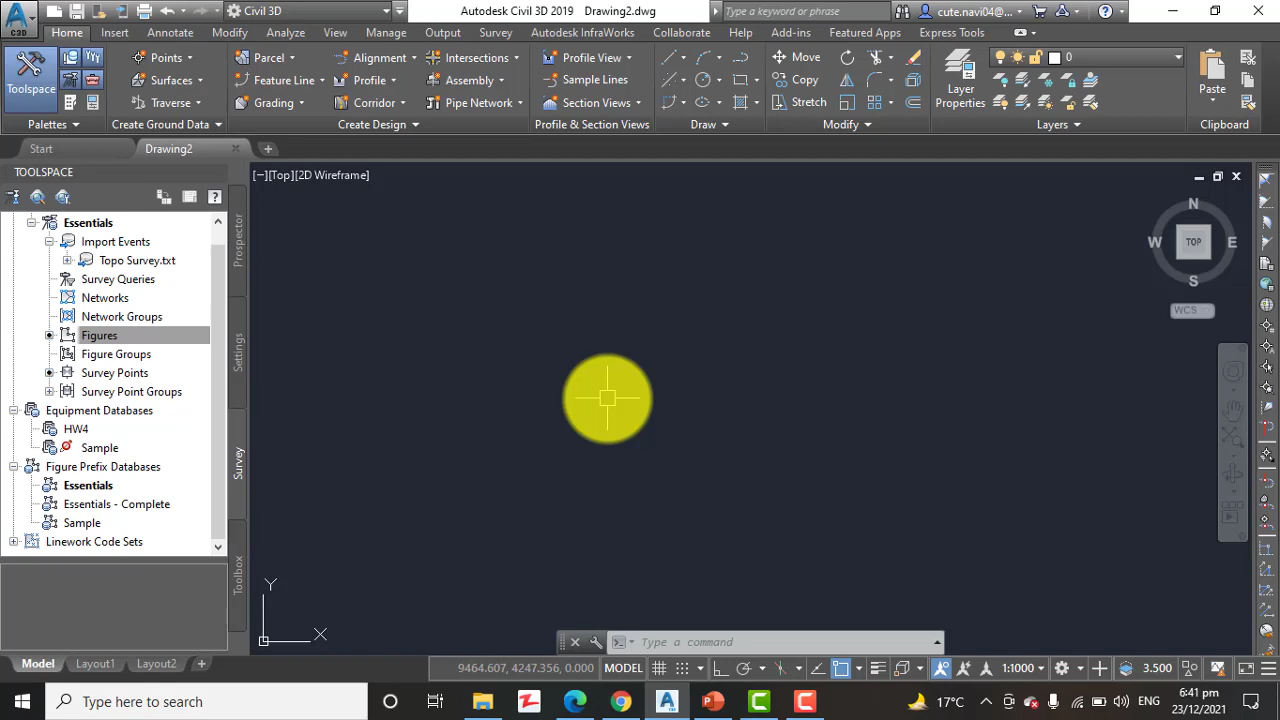 Civil 3D
Autodesk Civil 3D 2019 Drawing2.dwg
Type a keyword or phrase
cute.navi04@...
C3D
Home Insert Annotate Modify Analyze View Manage Output Survey Autodesk InfraWorks Collaborate Help Add-ins Featured Apps Express Tools
Toolspace
Points
Surfaces
Traverse
Parcel
Feature Line
Grading
Alignment
Profile
Corridor
Intersections
Assembly
Pipe Network
Profile View
Sample Lines
Section Views
Move
Copy
Stretch
Layer
Properties
0
Paste
Palettes
Create Ground Data
Create Design
Profile & Section Views
Draw
Modify
Layers
Clipboard
Start
Drawing2
TOOLSPACE
Essentials
Import Events
Topo Survey.txt
Survey Queries
Networks
Network Groups
Figures
Figure Groups
Survey Points
Survey Point Groups
Equipment Databases
HW4
Sample
Figure Prefix Databases
Essentials
Essentials - Complete
Sample
Linework Code Sets
Prospector
Settings
Survey
Toolbox
[−][Top][2D Wireframe]
N
W
TOP
E
S
WCS
Y
X
Type a command
Model
Layout1
Layout2
9464.607, 4247.356, 0.000
MODEL
1:1000
3.500
Type here to search
17°C
ENG
6:41 pm
23/12/2021